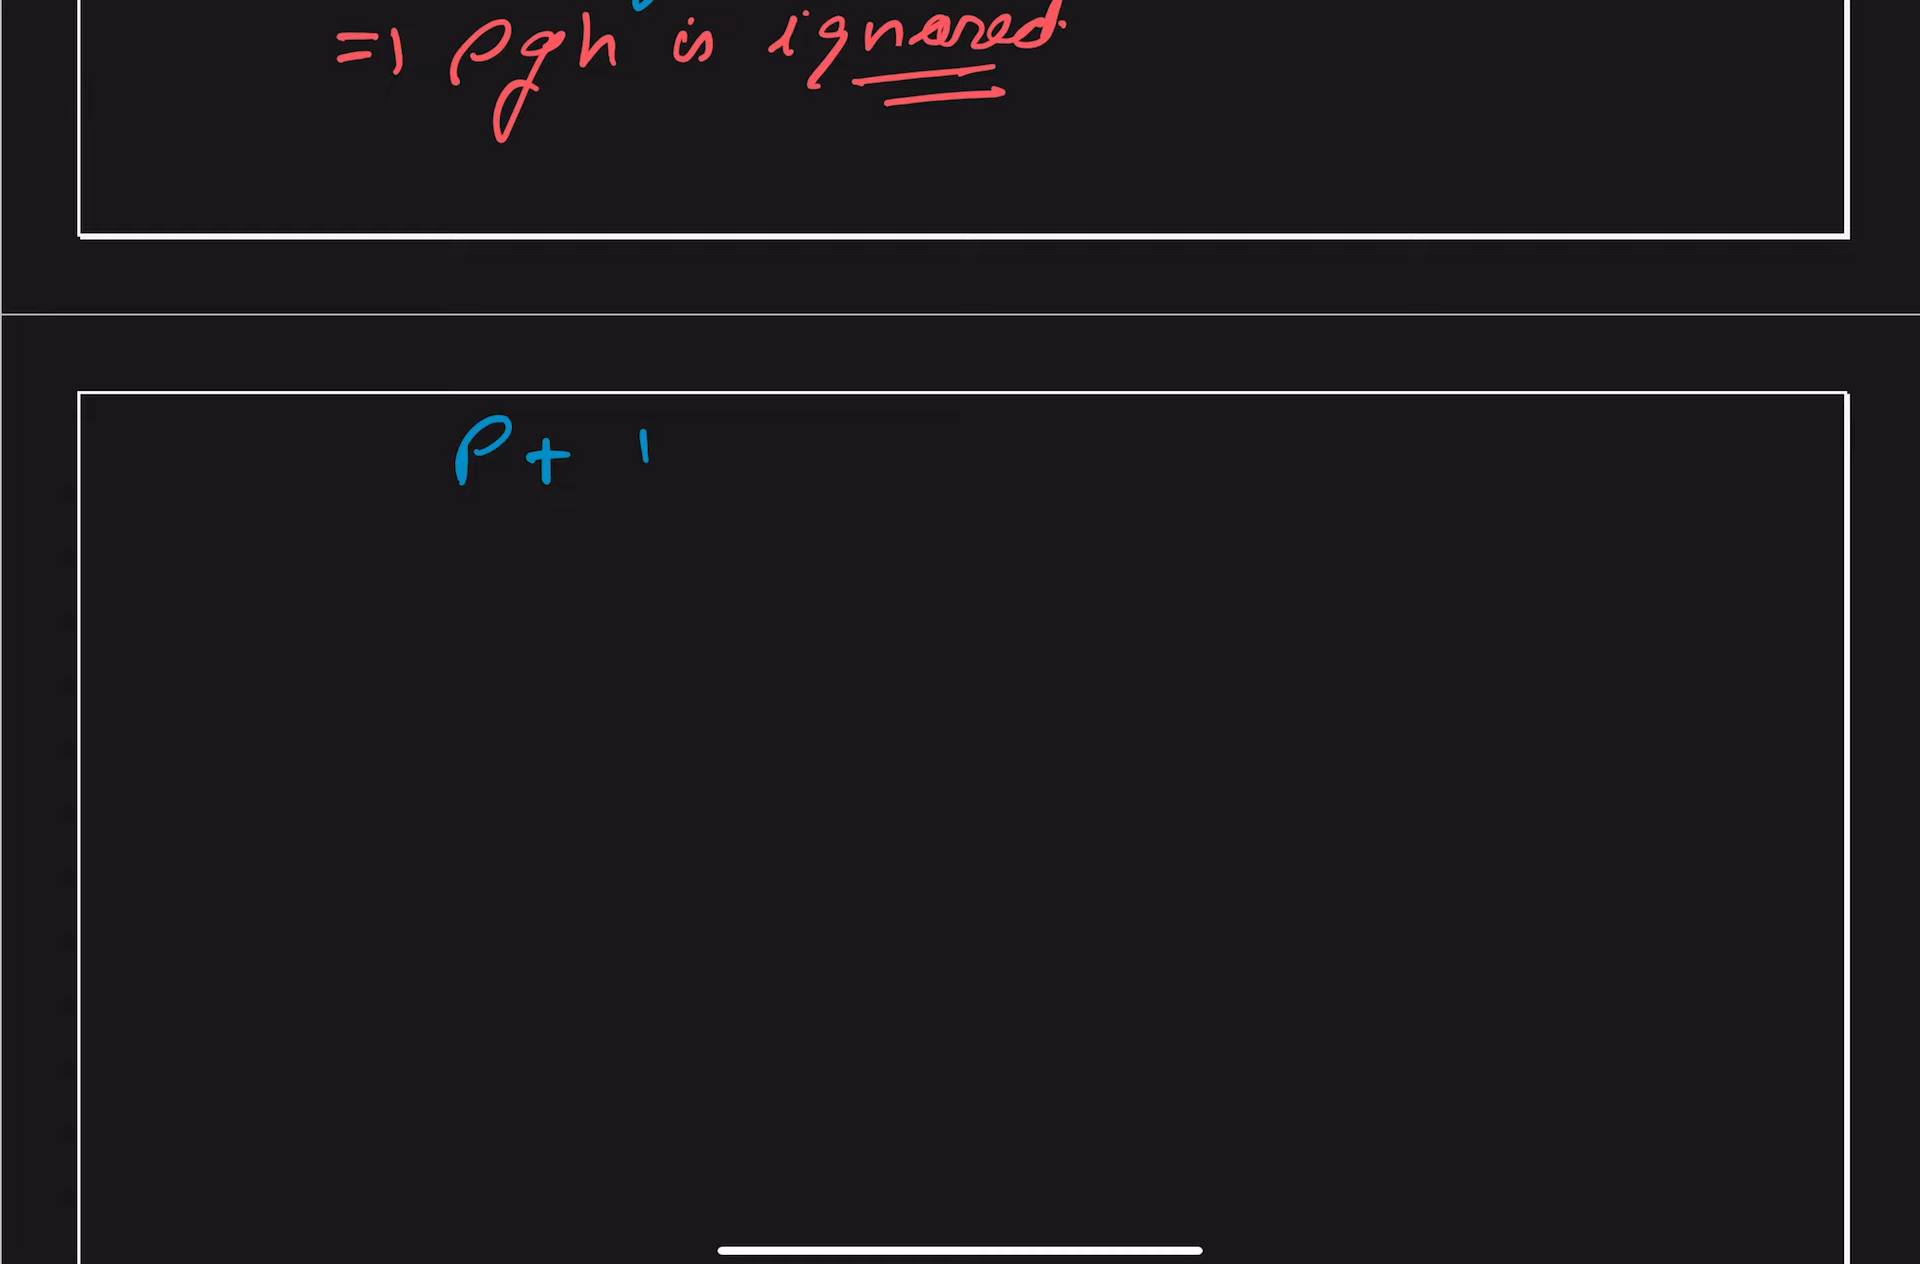 => ρgh is ignored.
P + 1